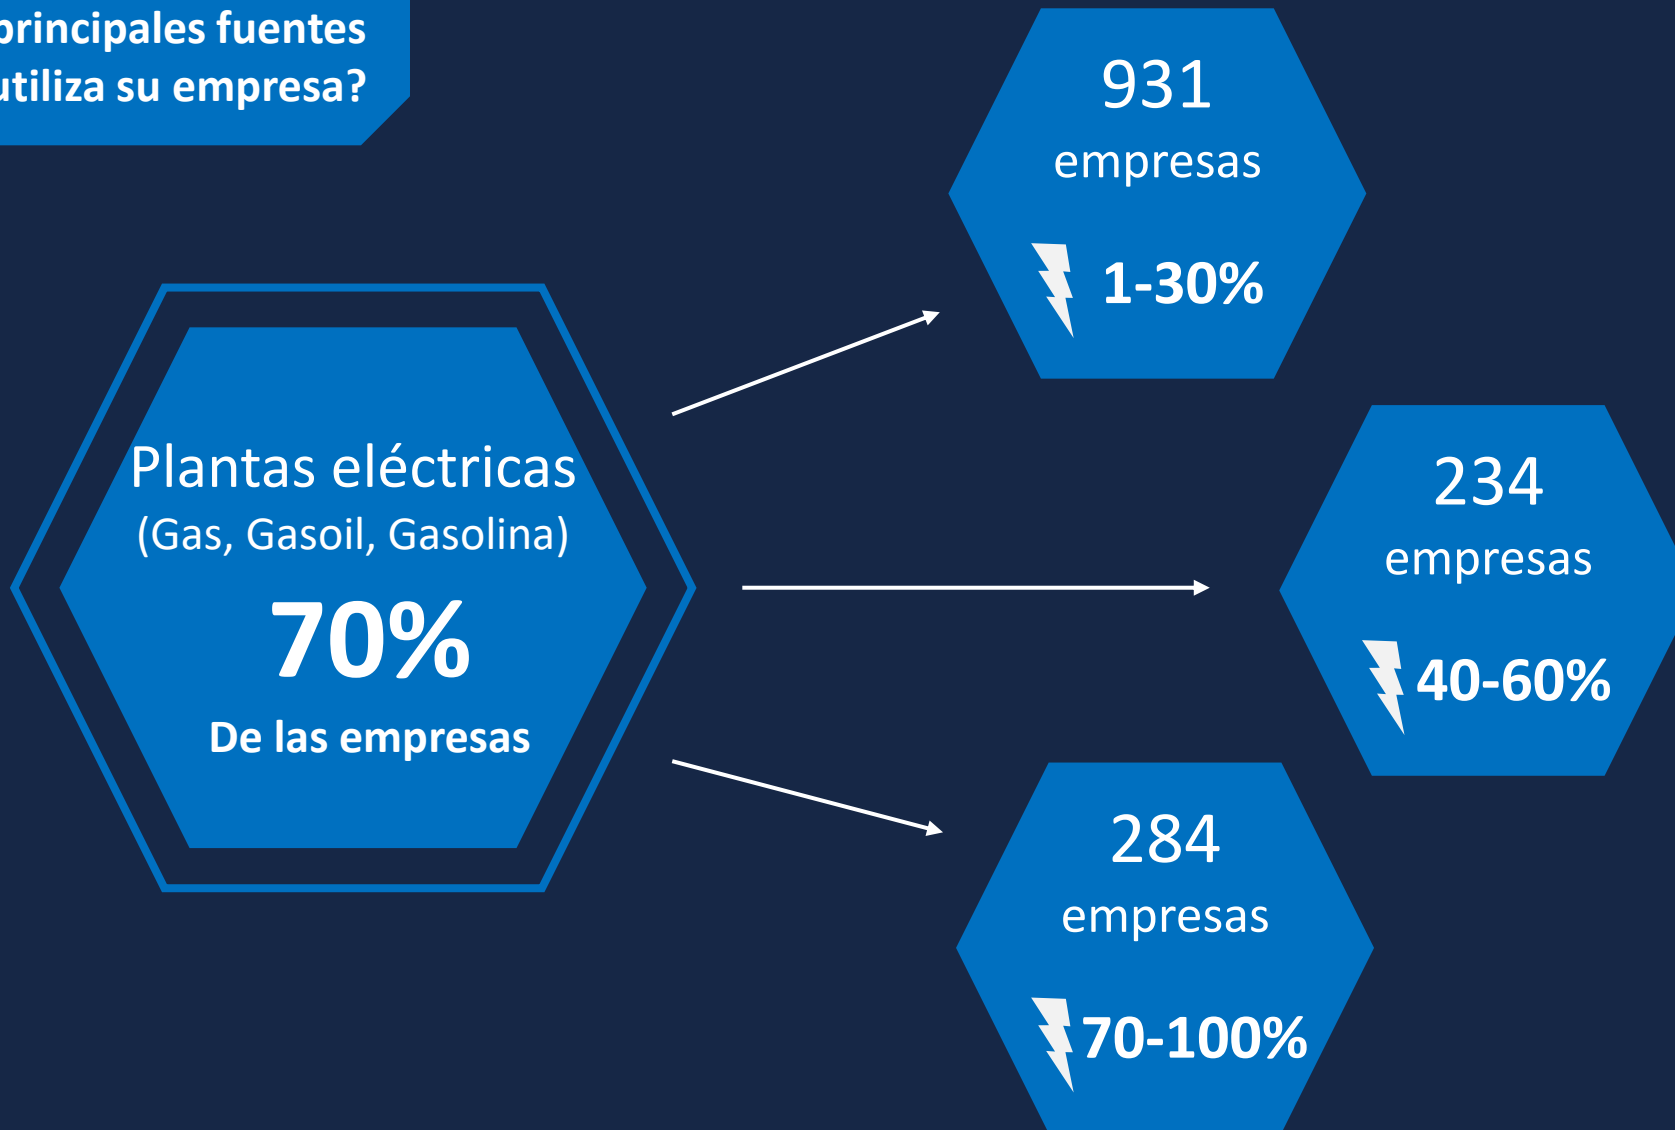 principales fuentes
utiliza su empresa?
931
empresas
1-30%
Plantas eléctricas
(Gas, Gasoil, Gasolina)
70%
De las empresas
234
empresas
40-60%
284
empresas
70-100%